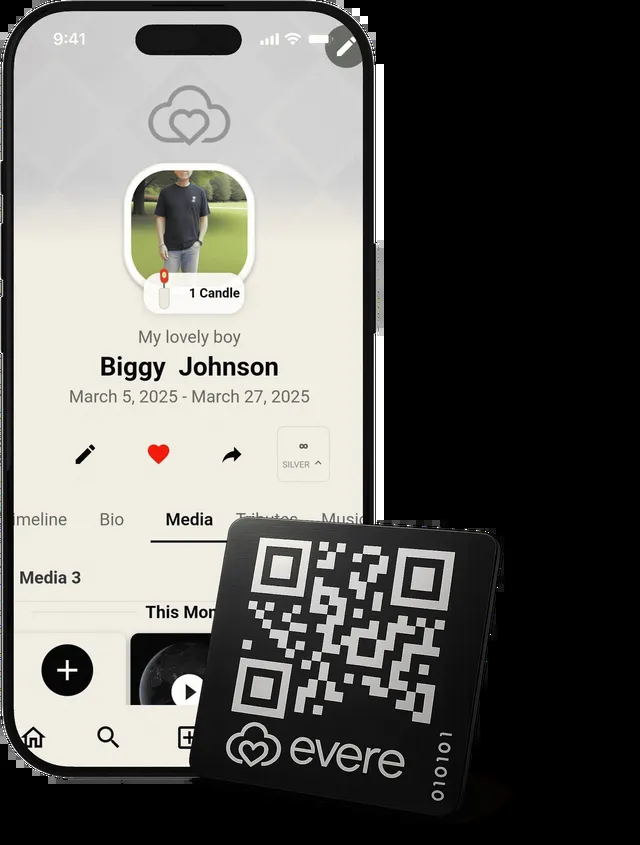 9:41
1 Candle
My lovely boy
Biggy Johnson
March 5, 2025 - March 27, 2025
∞
SILVER
imeline Bio Media Tributes Music
Media 3
This Mon
evere
010101